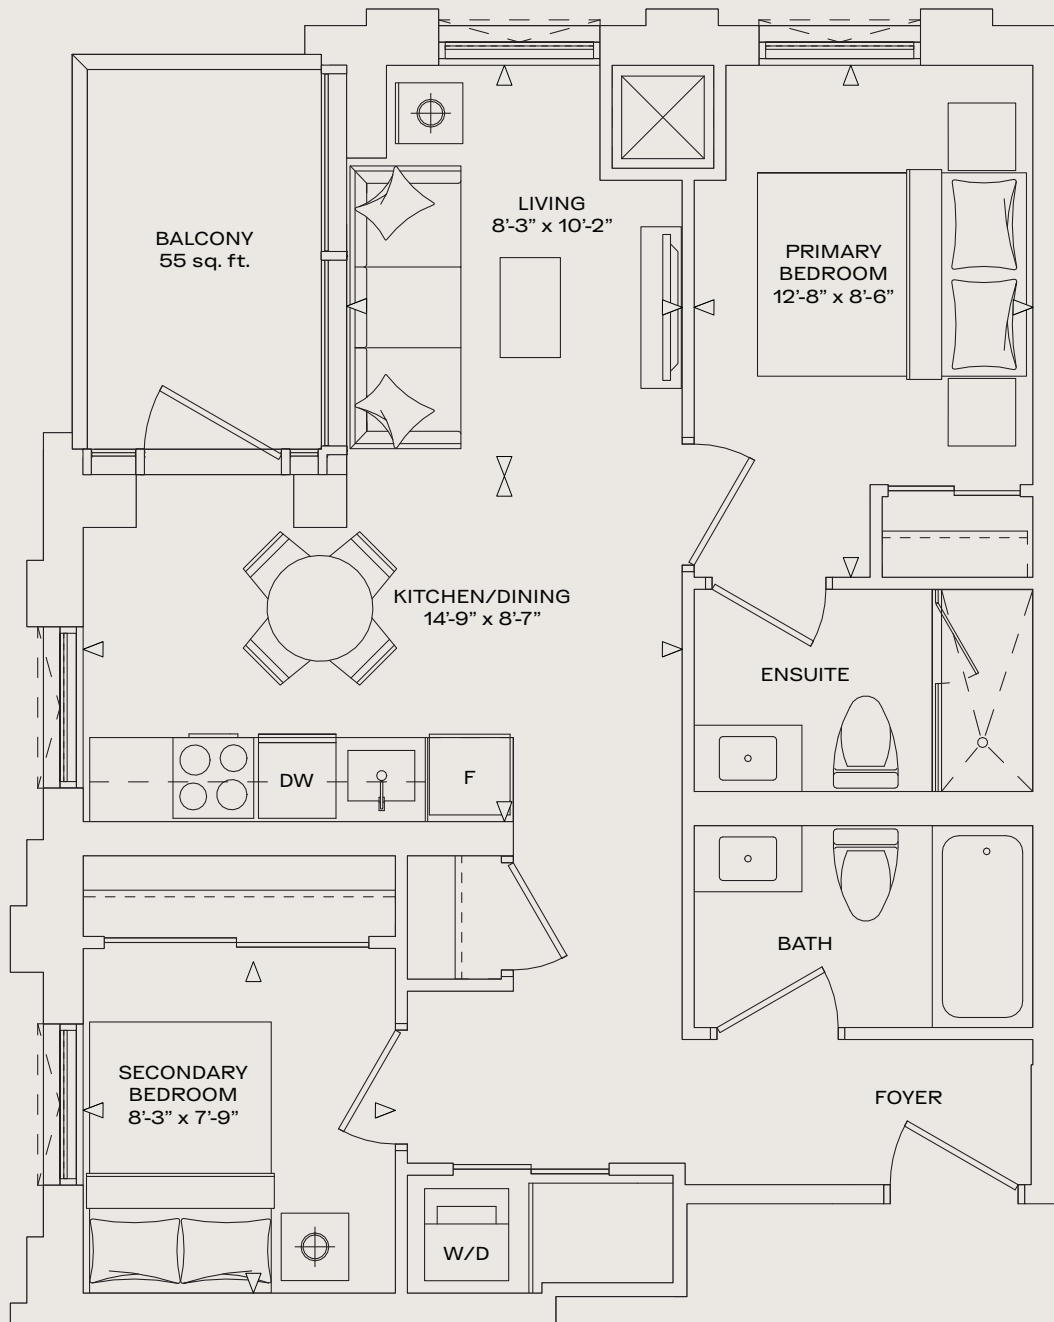 LIVING
8'-3” x 10'-2”
BALCONY
55 sq. ft.
PRIMARY
BEDROOM
12'-8” x 8'-6”
KITCHEN/DINING
14'-9” x 8'-7”
ENSUITE
DW
F
BATH
SECONDARY
BEDROOM
8'-3” x 7'-9”
FOYER
W/D